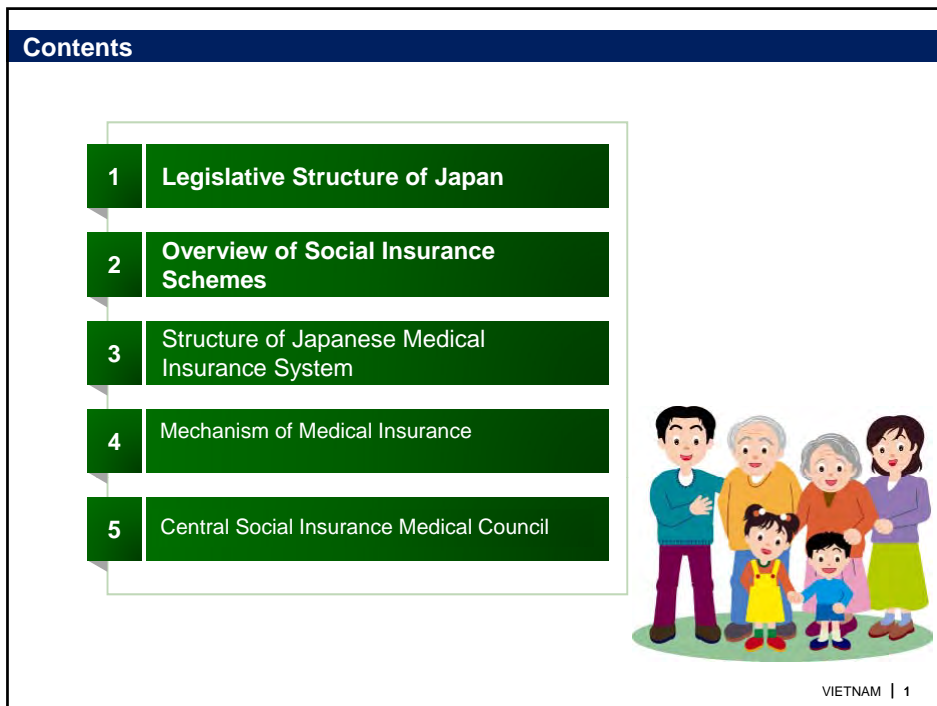 Contents
1
Legislative Structure of Japan
2
Overview of Social Insurance
Schemes
3
Structure of Japanese Medical
Insurance System
4
Mechanism of Medical Insurance
5
Central Social Insurance Medical Council
VIETNAM | 1